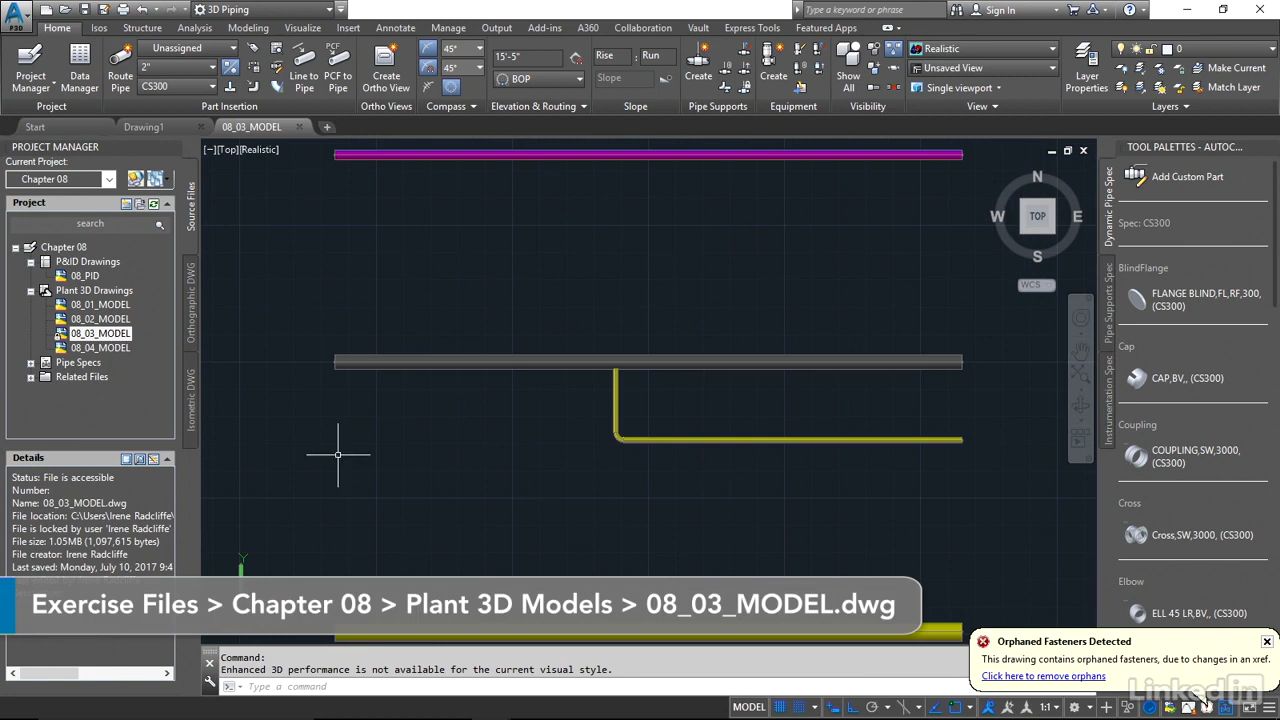 3D Piping
Type a keyword or phrase
Sign In
Home Isos Structure Analysis Modeling Visualize Insert Annotate Manage Output Add-ins A360 Collaboration Vault Express Tools Featured Apps
Project Manager
Data Manager
Project
Route Pipe
Unassigned
2"
CS300
Line to Pipe
PCF to Pipe
Part Insertion
Create Ortho View
Ortho Views
45°
45°
Compass
15'-5"
BOP
Elevation & Routing
Rise : Run
Slope
Slope
Create
Pipe Supports
Create
Equipment
Show All
Visibility
Realistic
Unsaved View
Single viewport
View
Layer Properties
0
Make Current
Match Layer
Layers
Start
Drawing1
08_03_MODEL
PROJECT MANAGER
Current Project:
Chapter 08
Project
search
Chapter 08
P&ID Drawings
08_PID
Plant 3D Drawings
08_01_MODEL
08_02_MODEL
08_03_MODEL
08_04_MODEL
Pipe Specs
Related Files
Source Files
Orthographic DWG
Isometric DWG
Details
Status: File is accessible
Number:
Name: 08_03_MODEL.dwg
File location: C:\Users\Irene Radcliffe\
File is locked by user 'Irene Radcliffe'
File size: 1.05MB (1,097,615 bytes)
File creator: Irene Radcliffe
Last saved: Monday, July 10, 2017 9:4
[−][Top][Realistic]
N
W TOP E
S
WCS
Y
TOOL PALETTES - AUTOC...
Dynamic Pipe Spec
Pipe Supports Spec
Instrumentation Spec
Add Custom Part
Spec: CS300
BlindFlange
FLANGE BLIND,FL,RF,300,
(CS300)
Cap
CAP,BV,, (CS300)
Coupling
COUPLING,SW,3000,
(CS300)
Cross
Cross,SW,3000, (CS300)
Elbow
ELL 45 LR,BV,, (CS300)
Exercise Files > Chapter 08 > Plant 3D Models > 08_03_MODEL.dwg
Command:
Enhanced 3D performance is not available for the current visual style.
Type a command
Orphaned Fasteners Detected
This drawing contains orphaned fasteners, due to changes in an xref.
Click here to remove orphans
MODEL
1:1
Linked in